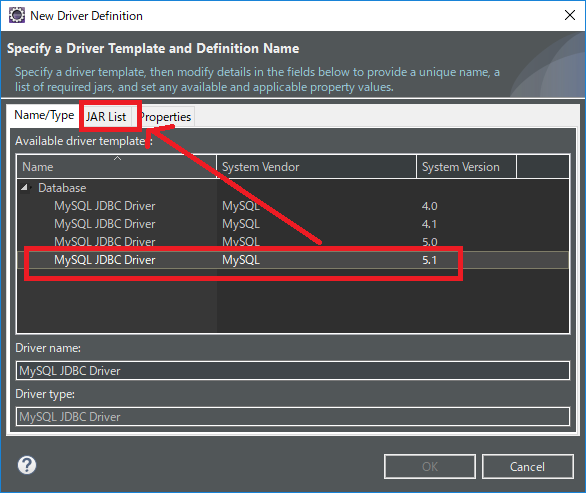 New Driver Definition
Specify a Driver Template and Definition Name
Specify a driver template, then modify details in the fields below to provide a unique name, a
list of required jars, and set any available and applicable property values.
Name/Type JAR List Properties
Available driver templates:
Name System Vendor System Version
Database
MySQL JDBC Driver MySQL 4.0
MySQL JDBC Driver MySQL 4.1
MySQL JDBC Driver MySQL 5.0
MySQL JDBC Driver MySQL 5.1
Driver name:
MySQL JDBC Driver
Driver type:
MySQL JDBC Driver
?
OK Cancel